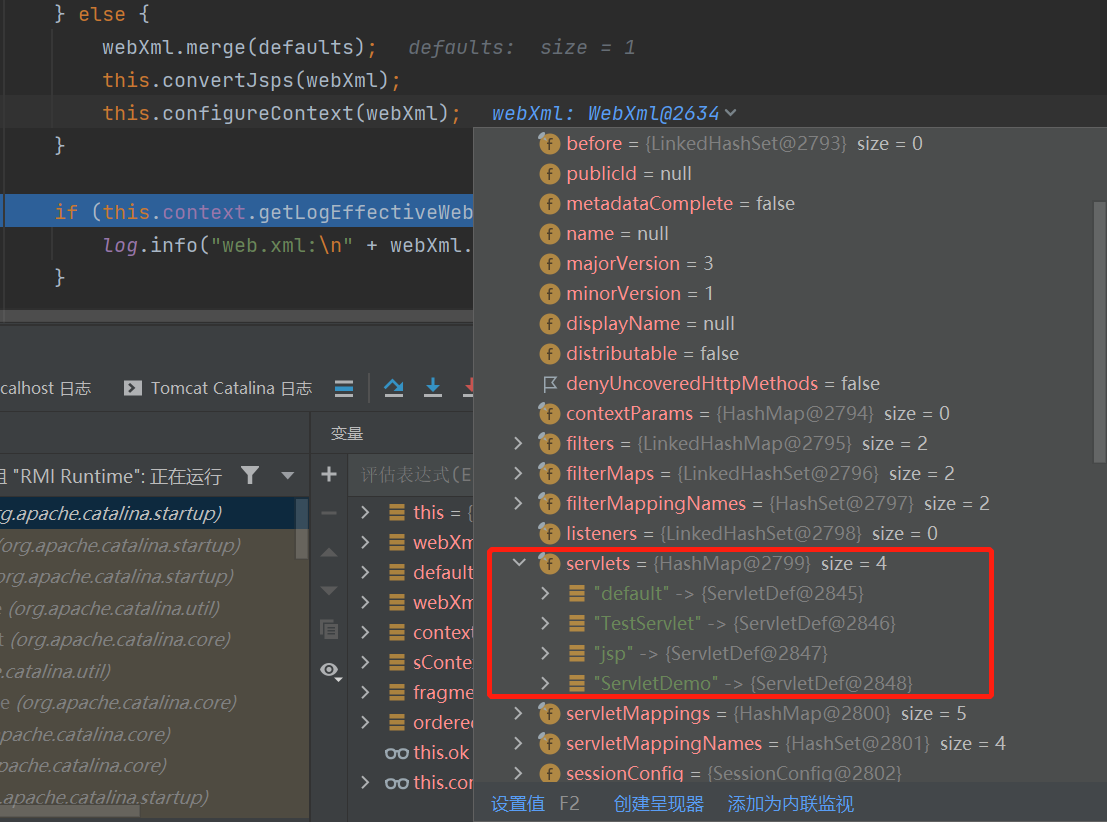 } else {
webXml.merge(defaults); defaults: size = 1
this.convertJsps(webXml);
this.configureContext(webXml); webXml: WebXml@2634
}
if (this.context.getLogEffectiveWeb
log.info("web.xml:\n" + webXml.
}
before = {LinkedHashSet@2793} size = 0
publicId = null
metadataComplete = false
name = null
majorVersion = 3
minorVersion = 1
displayName = null
distributable = false
denyUncoveredHttpMethods = false
contextParams = {HashMap@2794} size = 0
filters = {LinkedHashMap@2795} size = 2
filterMaps = {LinkedHashSet@2796} size = 2
filterMappingNames = {HashSet@2797} size = 2
listeners = {LinkedHashSet@2798} size = 0
servlets = {HashMap@2799} size = 4
"default" -> {ServletDef@2845}
"TestServlet" -> {ServletDef@2846}
"jsp" -> {ServletDef@2847}
"ServletDemo" -> {ServletDef@2848}
servletMappings = {HashMap@2800} size = 5
servletMappingNames = {HashSet@2801} size = 4
sessionConfig = {SessionConfig@2802}
设置值 F2 创建呈现器 添加为内联监视
calhost 日志 Tomcat Catalina 日志
变量
"RMI Runtime": 正在运行
评估表达式(E
rg.apache.catalina.startup)
(org.apache.catalina.startup)
org.apache.catalina.startup)
(org.apache.catalina.util)
t (org.apache.catalina.core)
.catalina.util)
e (org.apache.catalina.core)
pache.catalina.core)
pache.catalina.core)
.apache.catalina.startup)
this = {
webXm
default
webXm
context
sConte
fragme
ordered
this.ok
this.cor